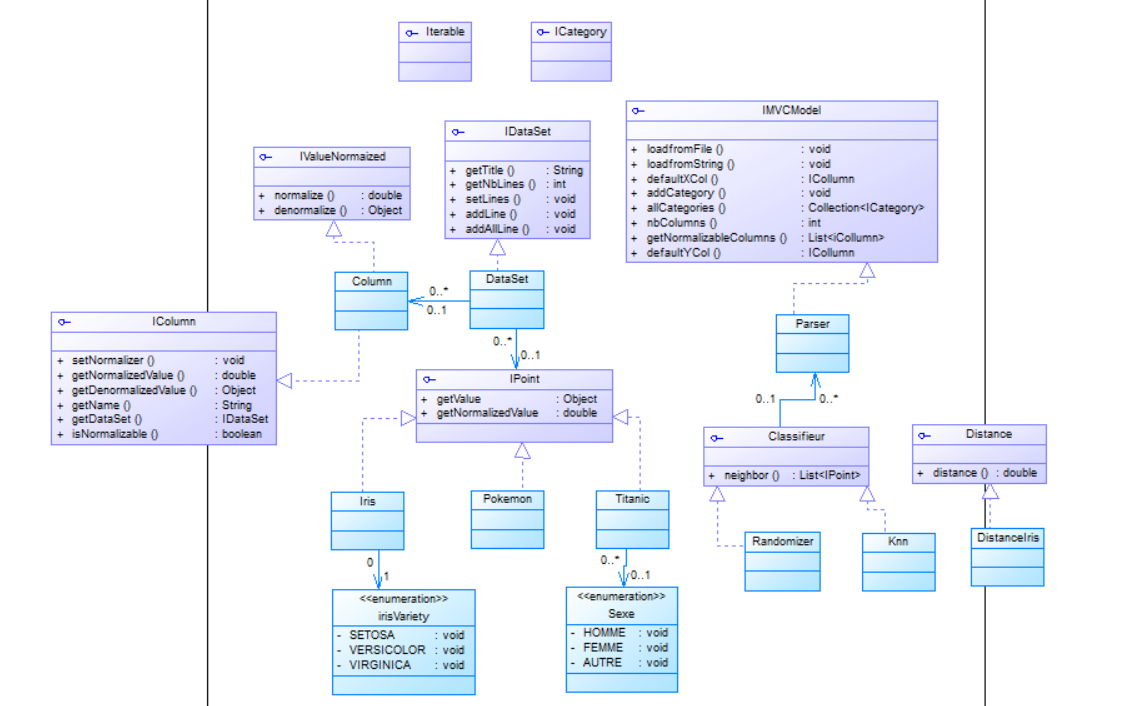 Iterable
ICategory
IMVCModel
+ loadfromFile () : void
+ loadfromString () : void
+ defaultXCol () : ICollumn
+ addCategory () : void
+ allCategories () : Collection<ICategory>
+ nbColumns () : int
+ getNormalizableColumns () : List<iCollumn>
+ defaultYCol () : ICollumn
IDataSet
+ getTitle () : String
+ getNbLines () : int
+ setLines () : void
+ addLine () : void
+ addAllLine () : void
IValueNormaized
+ normalize () : double
+ denormalize () : Object
Column
0..*
0..1
DataSet
0..*
0..1
IColumn
+ setNormalizer () : void
+ getNormalizedValue () : double
+ getDenormalizedValue () : Object
+ getName () : String
+ getDataSet () : IDataSet
+ isNormalizable () : boolean
Parser
IPoint
+ getValue : Object
+ getNormalizedValue : double
0..1
0..*
Classifieur
+ neighbor () : List<IPoint>
Distance
+ distance () : double
Iris
Pokemon
Titanic
Randomizer
Knn
DistanceIris
0
1
0..*
0..1
<<enumeration>>
irisVariety
- SETOSA : void
- VERSICOLOR : void
- VIRGINICA : void
<<enumeration>>
Sexe
- HOMME : void
- FEMME : void
- AUTRE : void